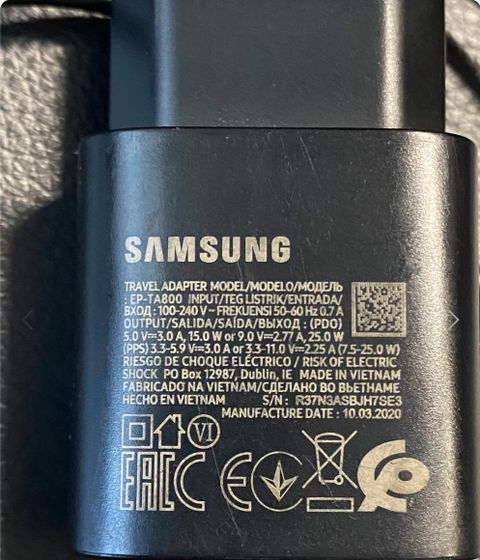 SAMSUNG
TRAVEL ADAPTER MODEL/MODELO/МОДЕЛЬ
: EP-TA800 INPUT/TEG LISTRIK/ENTRADA/
ВХОД : 100-240 V~ FREKUENSI 50-60 Hz 0.7 A
OUTPUT/SALIDA/SAÍDA/ВЫХОД : (PDO)
5.0 V⎓3.0 A, 15.0 W or 9.0 V⎓2.77 A, 25.0 W
(PPS) 3.3-5.9 V⎓3.0 A or 3.3-11.0 V⎓2.25 A (7.5-25.0 W)
RIESGO DE CHOQUE ELÉCTRICO / RISK OF ELECTRIC
SHOCK PO Box 12987, Dublin, IE MADE IN VIETNAM
FABRICADO NA VIETNAM/СДЕЛАНО ВО ВЬЕТНАМЕ
HECHO EN VIETNAM S/N: R37N3ASBJH7SE3
MANUFACTURE DATE : 10.03.2020
VI
EAC CE